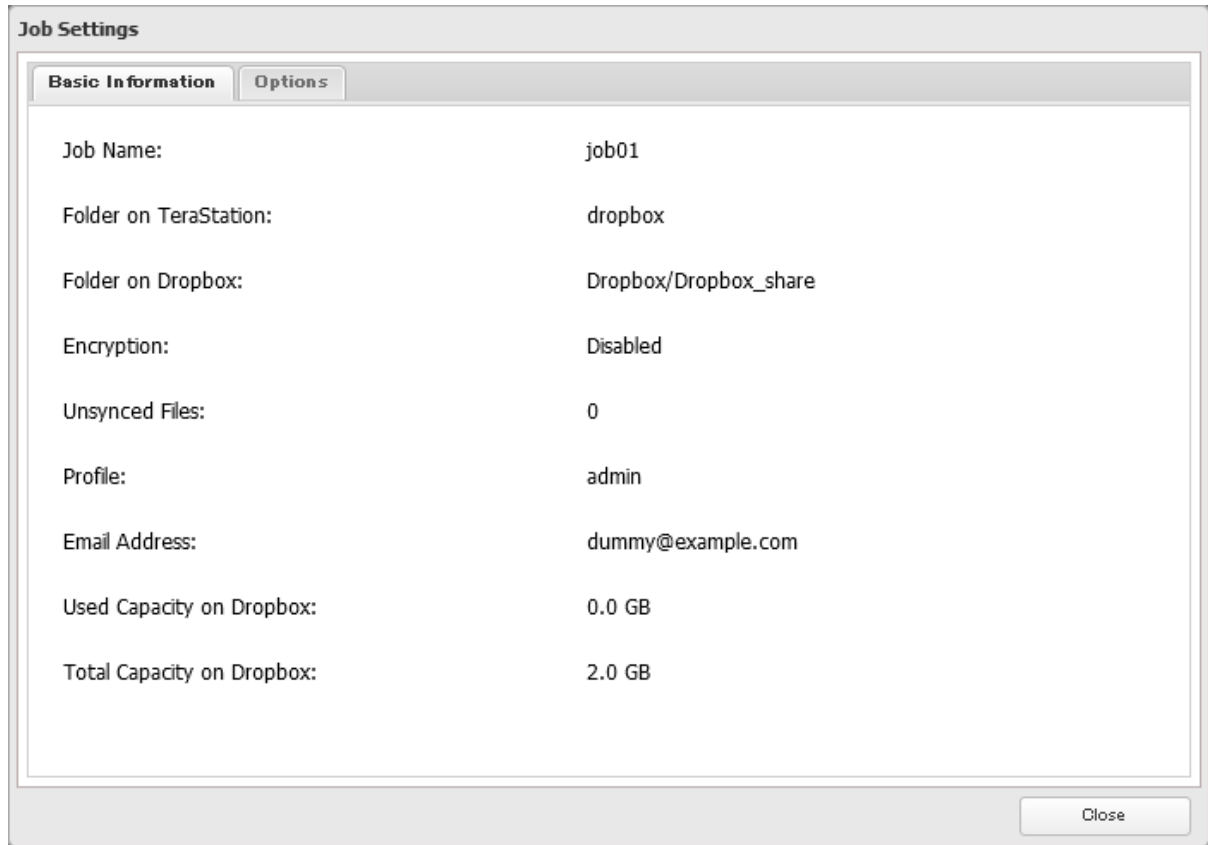 Job Settings
Basic Information Options
Job Name: job01
Folder on TeraStation: dropbox
Folder on Dropbox: Dropbox/Dropbox_share
Encryption: Disabled
Unsynced Files: 0
Profile: admin
Email Address: dummy@example.com
Used Capacity on Dropbox: 0.0 GB
Total Capacity on Dropbox: 2.0 GB
Close